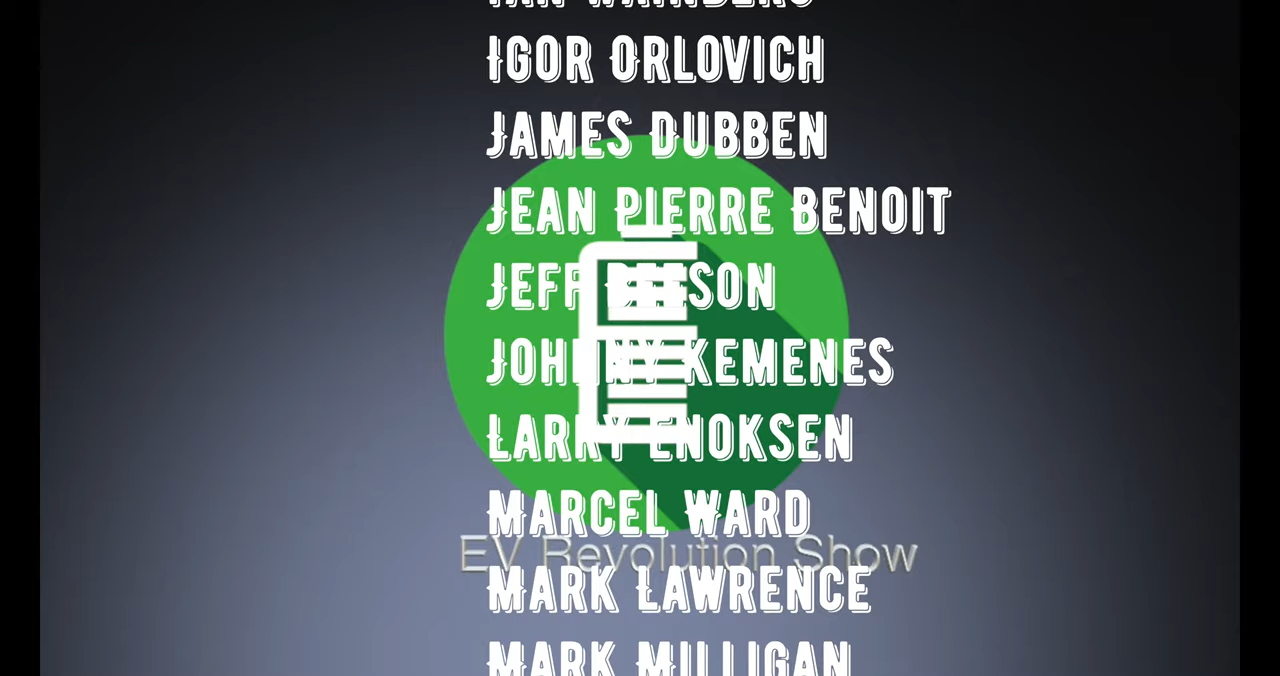 IGOR ORLOVICH
JAMES DUBBEN
JEAN PIERRE BENOIT
JEFF
JOHNNY KEMENES
LARRY ENOKSEN
MARCEL WARD
EV Revolution Show
MARK LAWRENCE
MARK MILLIGAN